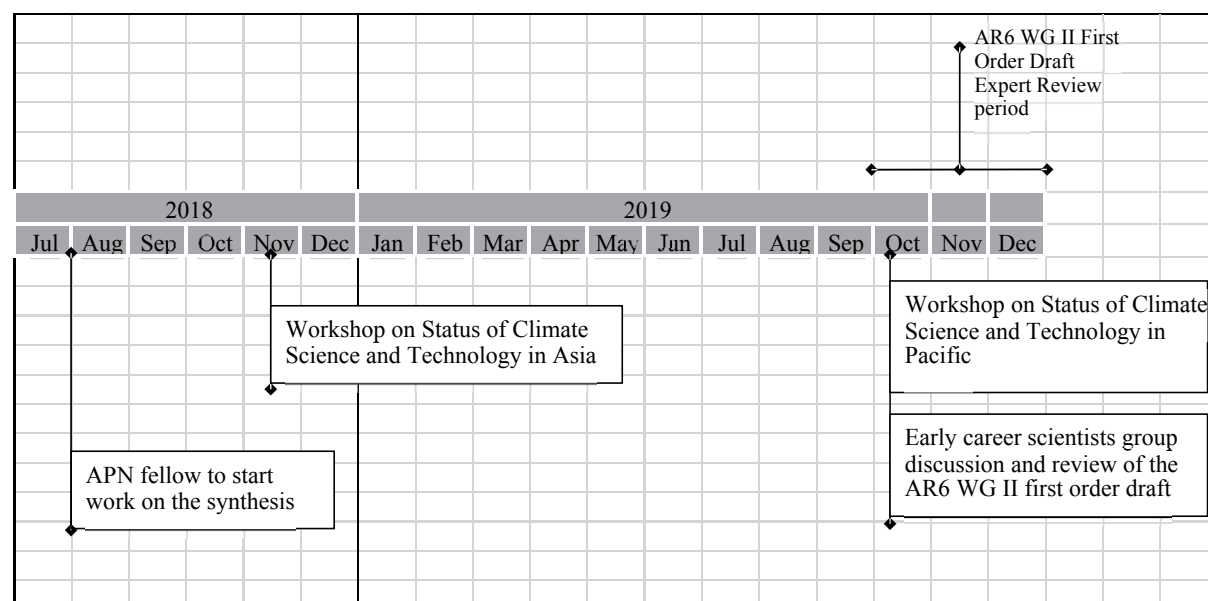 AR6 WG II First
Order Draft
Expert Review
period
2018
2019
Jul Aug Sep Oct Nov Dec Jan Feb Mar Apr May Jun Jul Aug Sep Oct Nov Dec
Workshop on Status of Climate
Science and Technology in Asia
Workshop on Status of Climate
Science and Technology in
Pacific
APN fellow to start
work on the synthesis
Early career scientists group
discussion and review of the
AR6 WG II first order draft